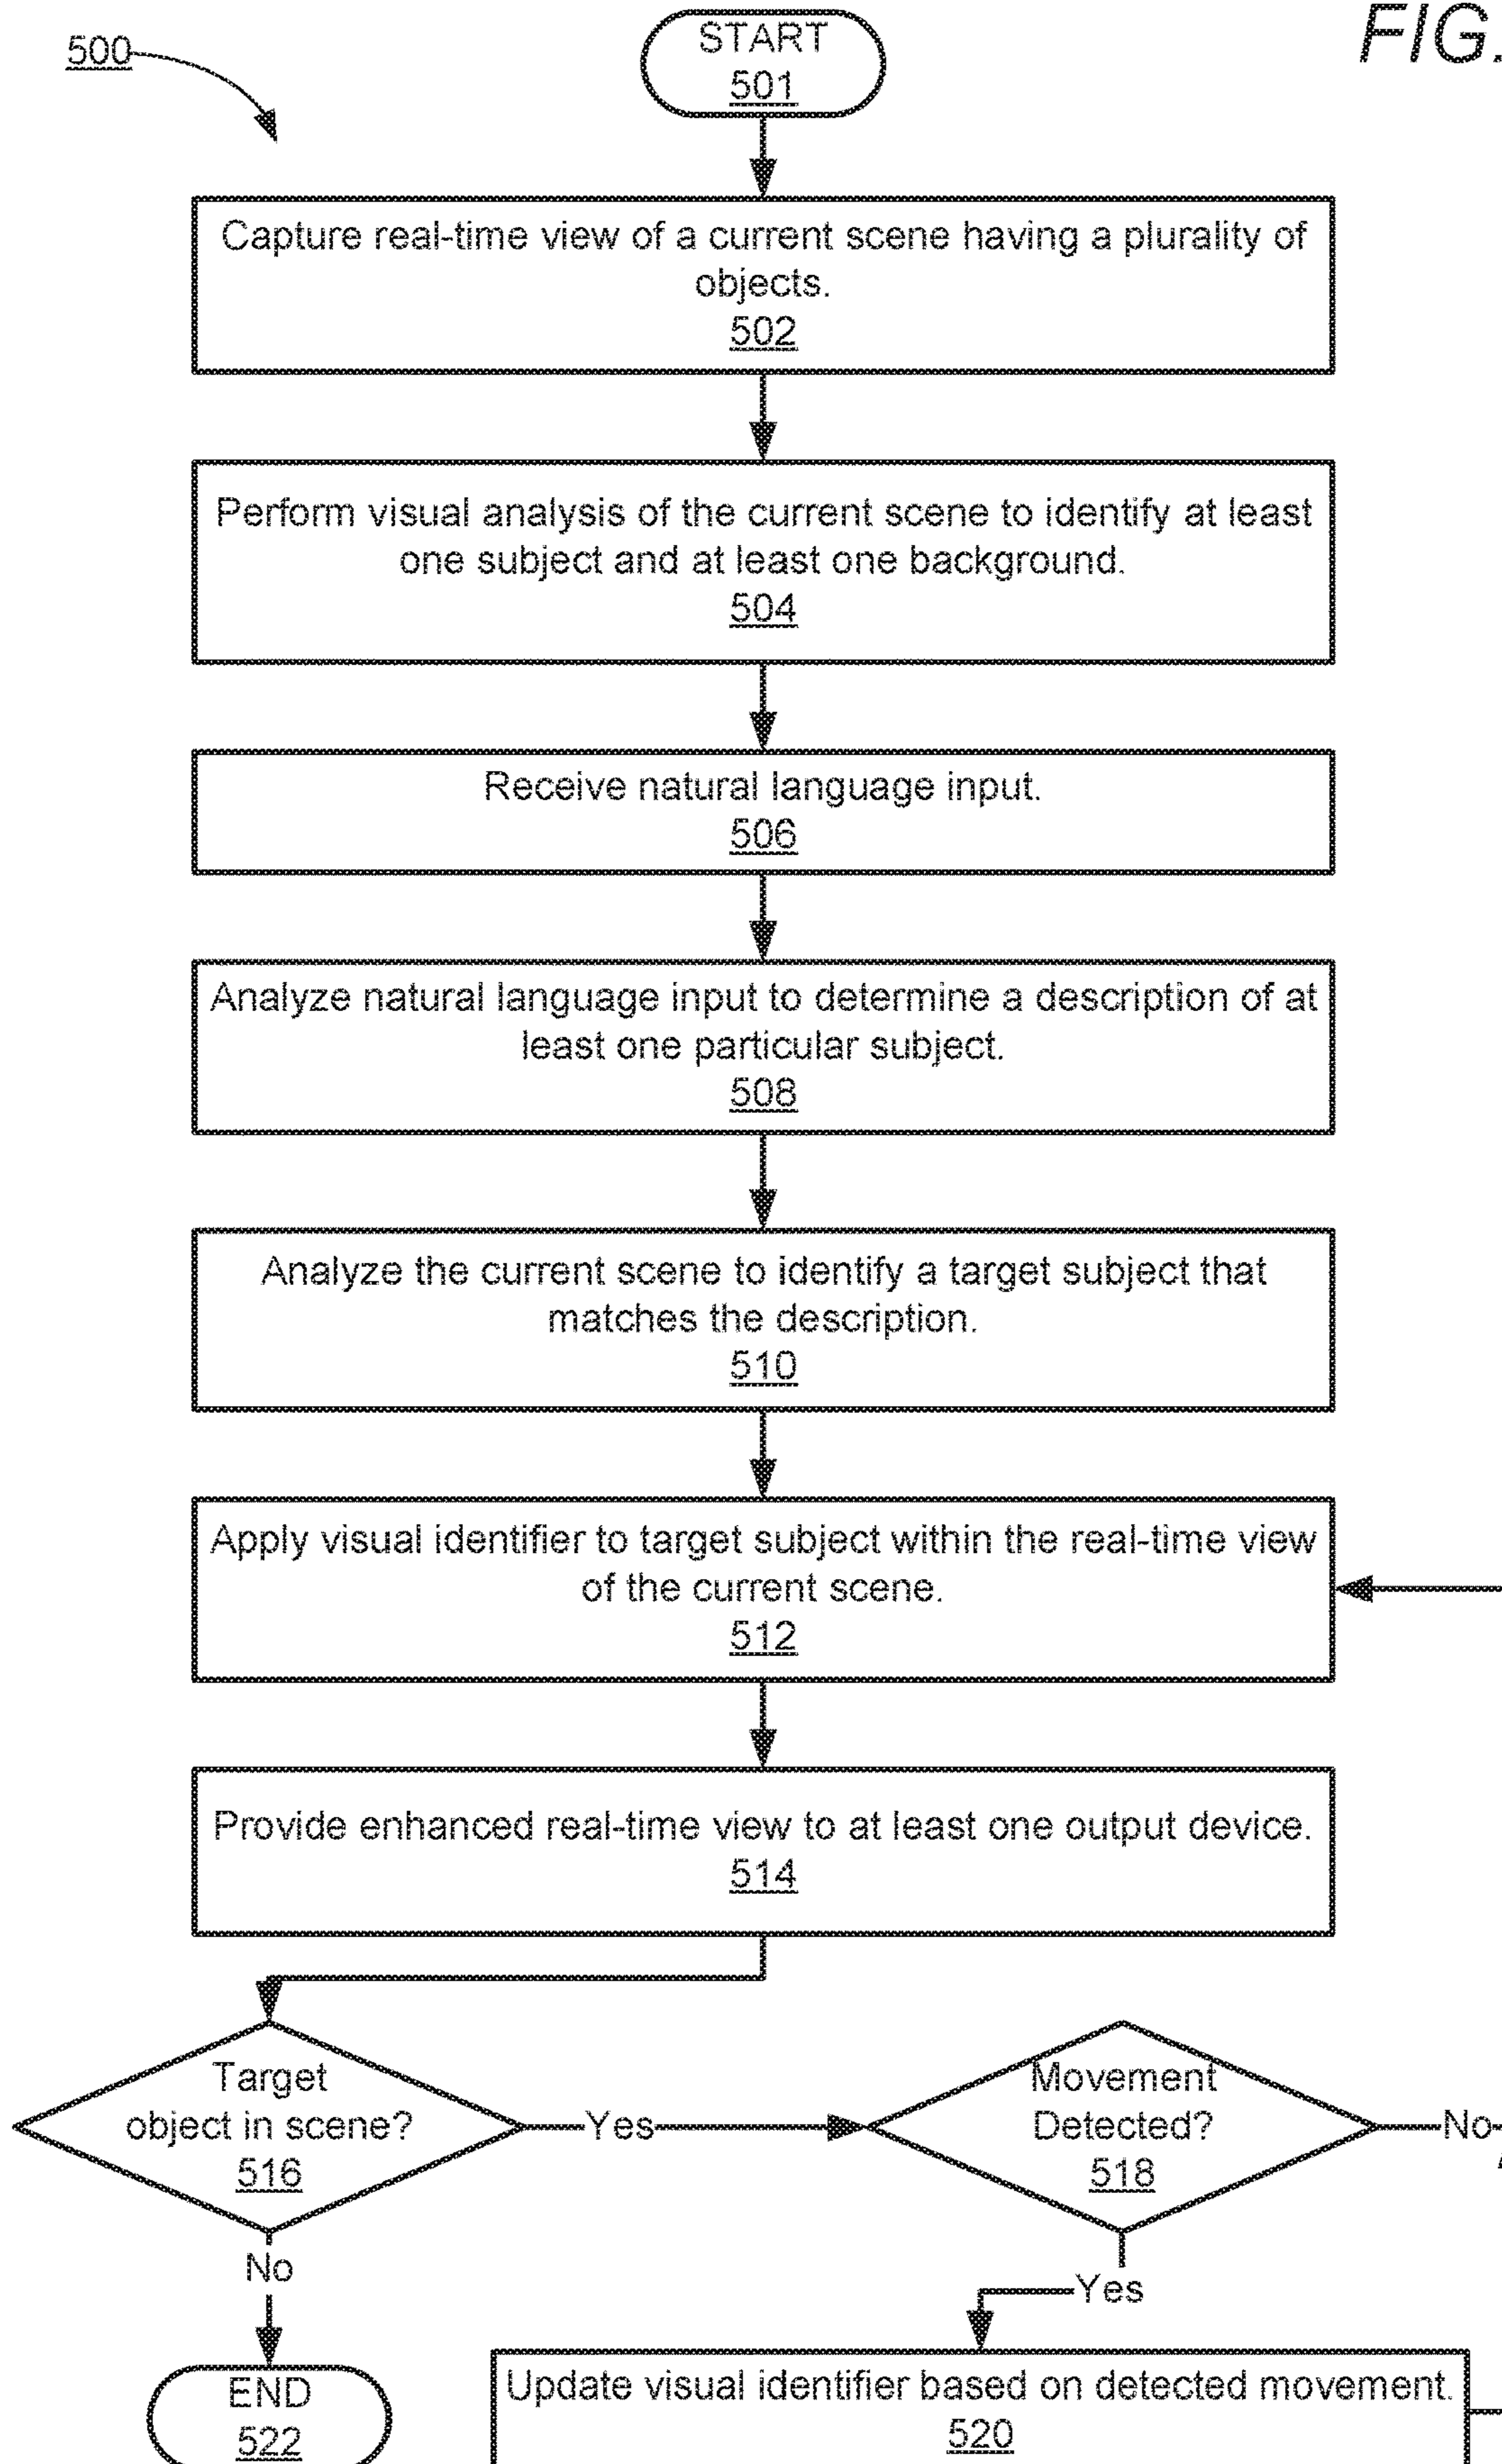 500
START
501
FIG.
Capture real-time view of a current scene having a plurality of
objects.
502
Perform visual analysis of the current scene to identify at least
one subject and at least one background.
504
Receive natural language input.
506
Analyze natural language input to determine a description of at
least one particular subject.
508
Analyze the current scene to identify a target subject that
matches the description.
510
Apply visual identifier to target subject within the real-time view
of the current scene.
512
Provide enhanced real-time view to at least one output device.
514
Target
object in scene?
516
Yes
Movement
Detected?
518
No
No
Yes
END
522
Update visual identifier based on detected movement.
520